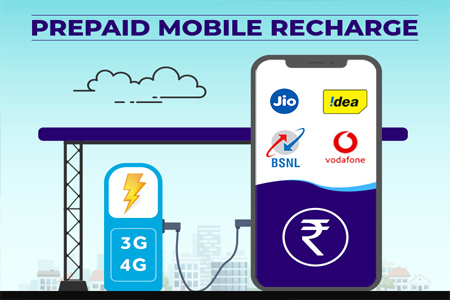 PREPAID MOBILE RECHARGE
Jio
!dea
BSNL
vodafone
3G
4G
₹